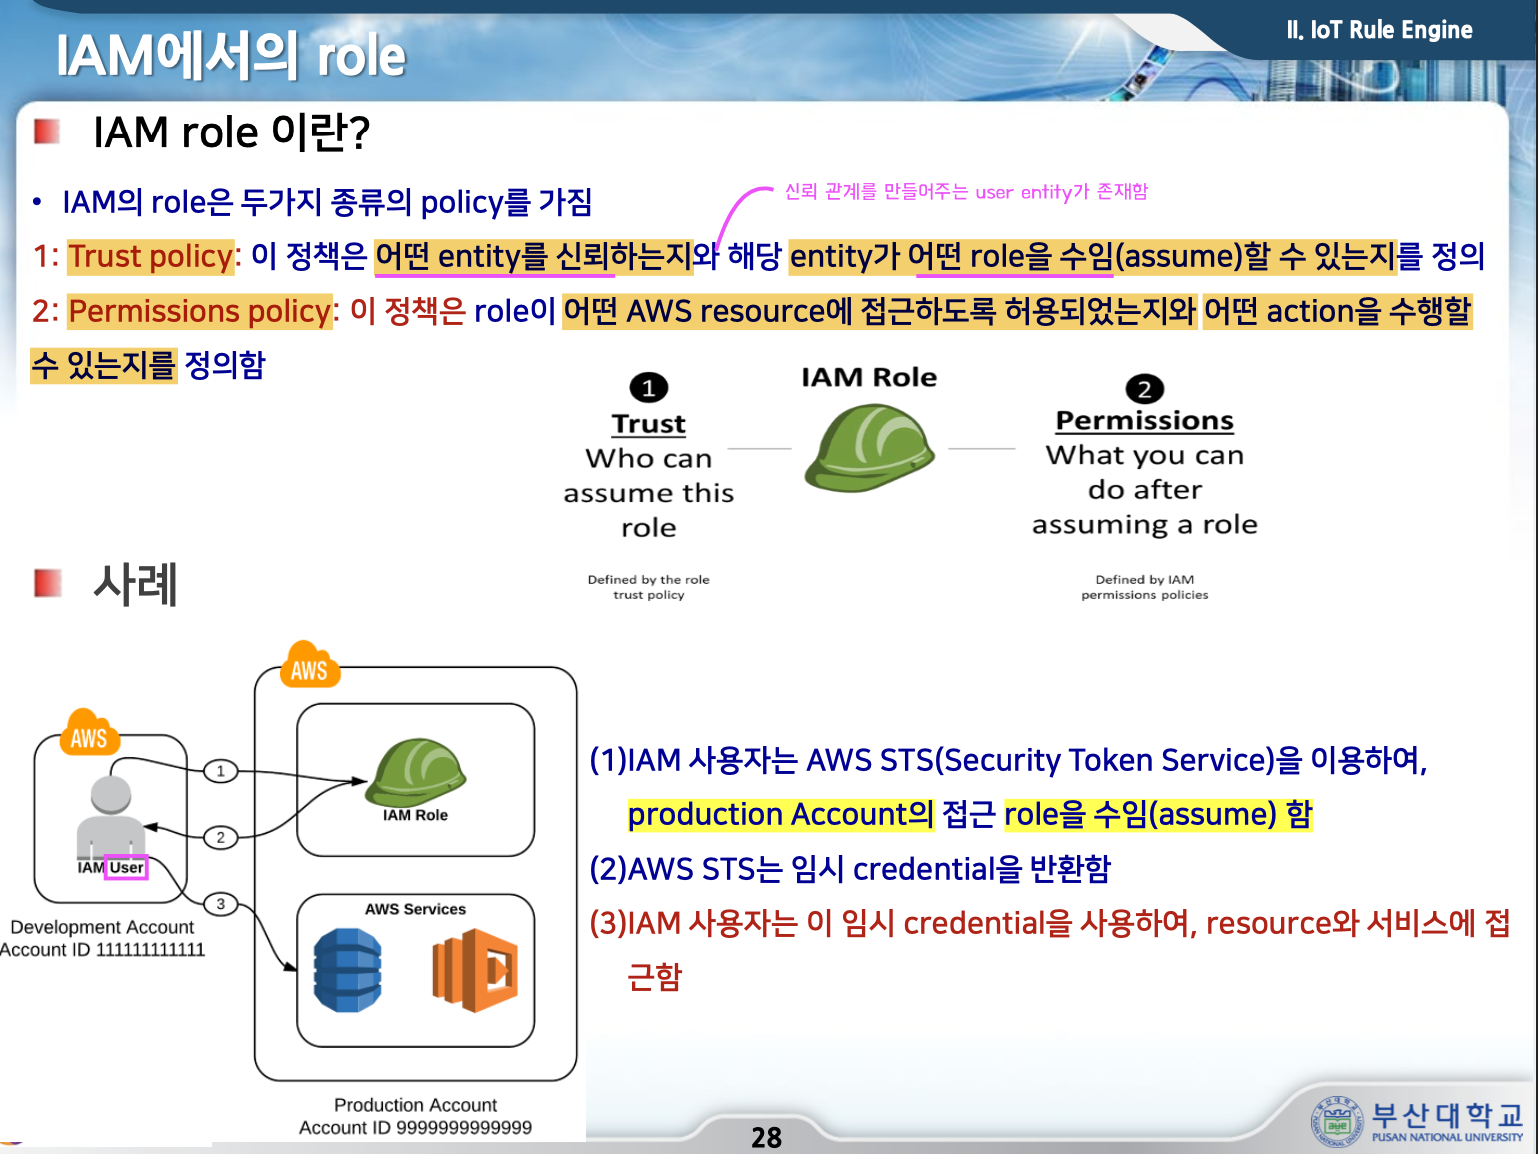 II. IoT Rule Engine
IAM에서의 role
IAM role 이란?
• IAM의 role은 두가지 종류의 policy를 가짐
신뢰 관계를 만들어주는 user entity가 존재함
1: Trust policy: 이 정책은 어떤 entity를 신뢰하는지와 해당 entity가 어떤 role을 수임(assume)할 수 있는지를 정의
2: Permissions policy: 이 정책은 role이 어떤 AWS resource에 접근하도록 허용되었는지와 어떤 action을 수행할
수 있는지를 정의함
1
Trust
Who can
assume this
role
Defined by the role
trust policy
IAM Role
2
Permissions
What you can
do after
assuming a role
Defined by IAM
permissions policies
사례
AWS
AWS
1
2
3
IAM User
Development Account
Account ID 111111111111
IAM Role
AWS Services
Production Account
Account ID 9999999999999
(1)IAM 사용자는 AWS STS(Security Token Service)을 이용하여,
production Account의 접근 role을 수임(assume) 함
(2)AWS STS는 임시 credential을 반환함
(3)IAM 사용자는 이 임시 credential을 사용하여, resource와 서비스에 접
근함
28
부산대학교
PUSAN NATIONAL UNIVERSITY